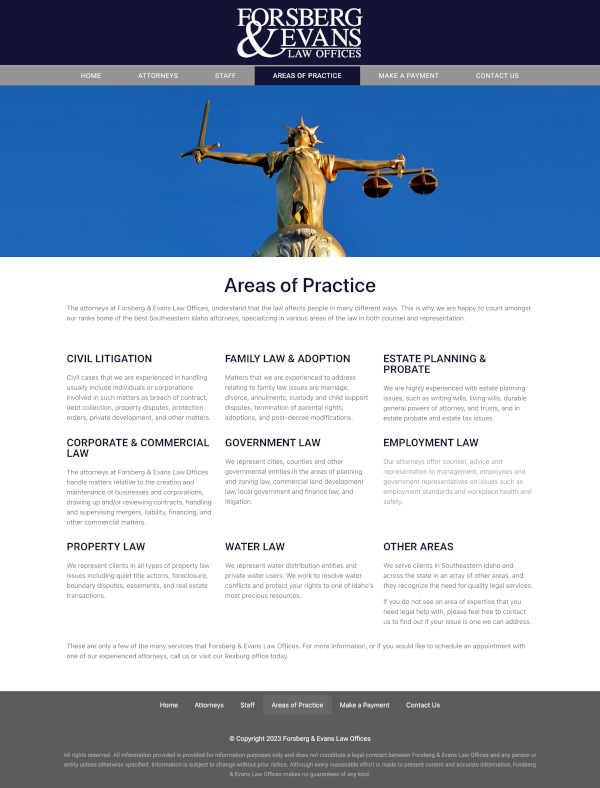 FORSBERG
& EVANS
LAW OFFICES
HOME ATTORNEYS STAFF AREAS OF PRACTICE MAKE A PAYMENT CONTACT US
Areas of Practice
The attorneys at Forsberg & Evans Law Offices, understand that the law affects people in many different ways. This is why we are happy to count amongst
our ranks some of the best Southeastern Idaho attorneys, specializing in various areas of the law in both counsel and representation.
CIVIL LITIGATION
Civil cases that we are experienced in handling
usually include individuals or corporations
involved in such matters as breach of contract,
debt collection, property disputes, protection
orders, private development, and other matters.
FAMILY LAW & ADOPTION
Matters that we are experienced to address
relating to family law issues are marriage,
divorce, annulments, custody and child support
disputes, termination of parental rights,
adoptions, and post-decree modifications.
ESTATE PLANNING &
PROBATE
We are highly experienced with estate planning
issues, such as writing wills, living wills, durable
general powers of attorney, and trusts, and in
estate probate and estate tax issues.
CORPORATE & COMMERCIAL
LAW
The attorneys at Forsberg & Evans Law Offices
handle matters relative to the creation and
maintenance of businesses and corporations,
drawing up and/or reviewing contracts, handling
and supervising mergers, liability, financing, and
other commercial matters.
GOVERNMENT LAW
We represent cities, counties and other
governmental entities in the areas of planning
and zoning law, commercial land development
law, local government and finance law, and
litigation.
EMPLOYMENT LAW
Our attorneys offer counsel, advice and
representation to management, employees and
government representatives on issues such as
employment standards and workplace health and
safety.
PROPERTY LAW
We represent clients in all types of property law
issues including quiet title actions, foreclosure,
boundary disputes, easements, and real estate
transactions.
WATER LAW
We represent water distribution entities and
private water users. We work to resolve water
conflicts and protect your rights to one of Idaho's
most precious resources.
OTHER AREAS
We serve clients in Southeastern Idaho and
across the state in an array of other areas, and
they recognize the need for quality legal services.
If you do not see an area of expertise that you
need legal help with, please feel free to contact
us to find out if your issue is one we can address.
These are only a few of the many services that Forsberg & Evans Law Offices. For more information, or if you would like to schedule an appointment with
one of our experienced attorneys, call us or visit our Rexburg office today.
Home Attorneys Staff Areas of Practice Make a Payment Contact Us
© Copyright 2023 Forsberg & Evans Law Offices
All rights reserved. All information provided is provided for information purposes only and does not constitute a legal contract between Forsberg & Evans Law Offices and any person or
entity unless otherwise specified. Information is subject to change without prior notice. Although every reasonable effort is made to present current and accurate information, Forsberg
& Evans Law Offices makes no guarantees of any kind.